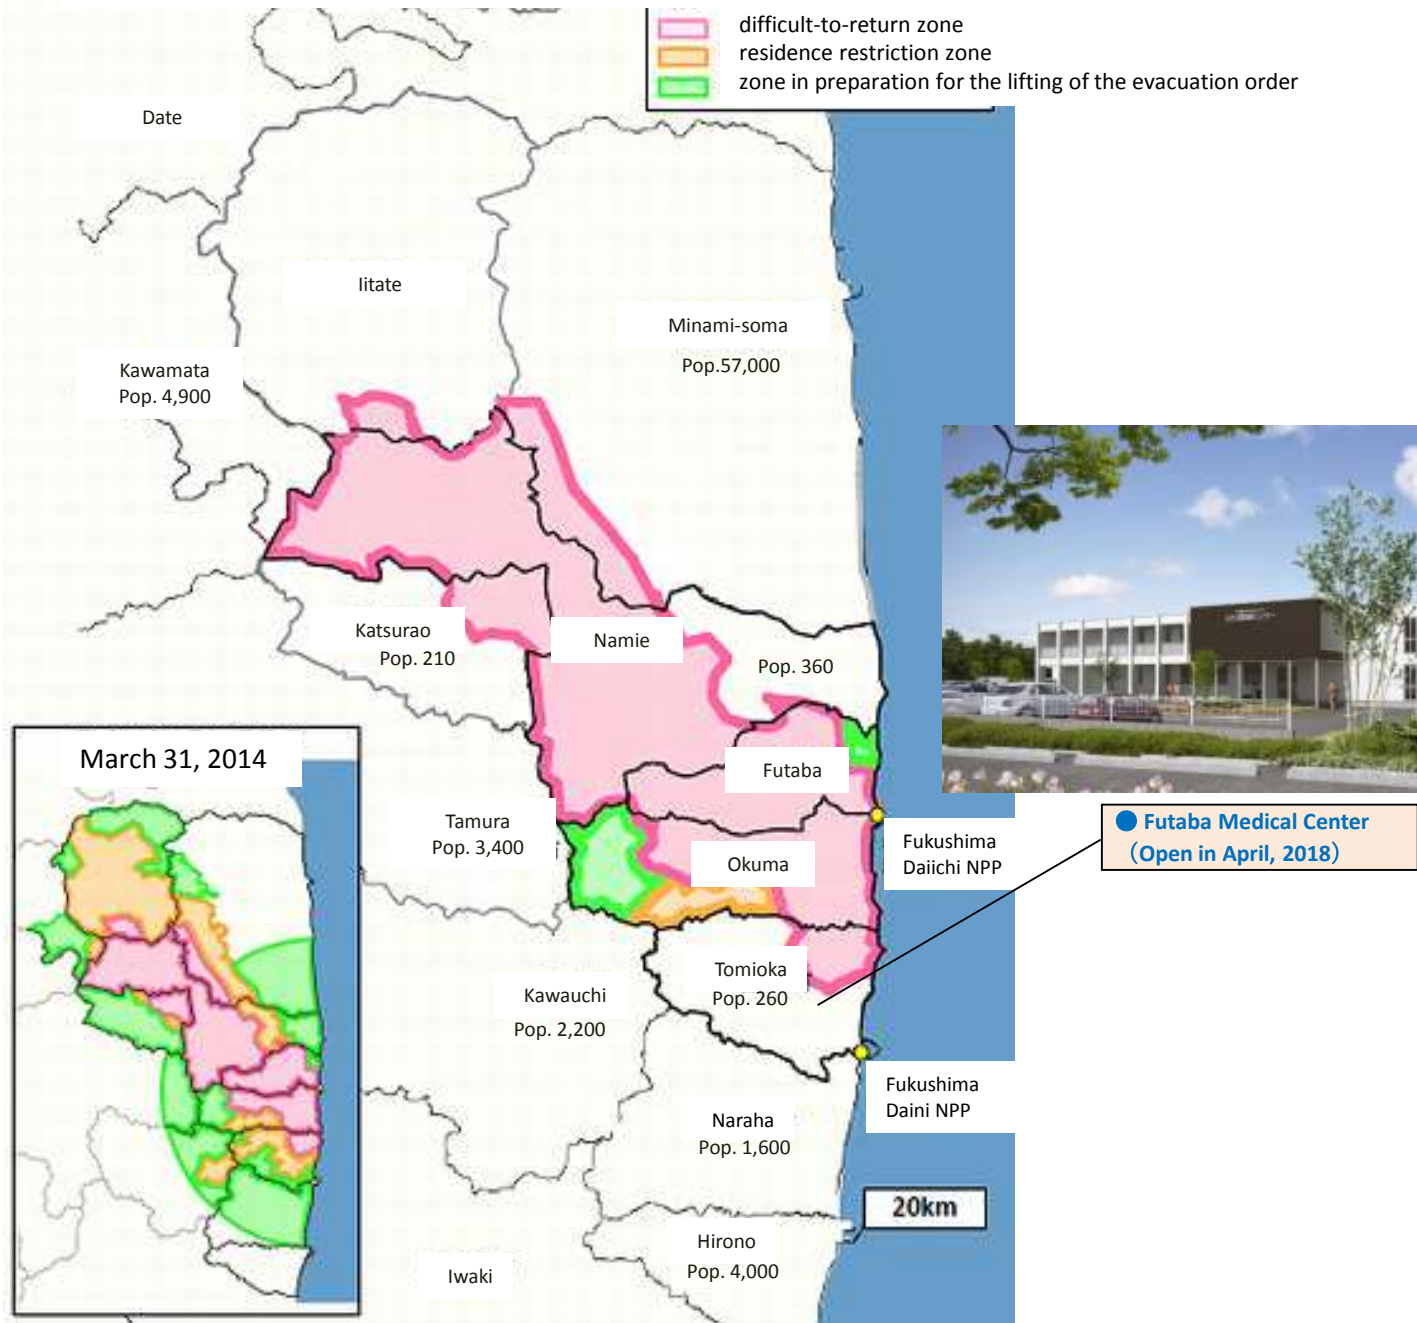 difficult-to-return zone
residence restriction zone
zone in preparation for the lifting of the evacuation order
Date
Iitate
Minami-soma
Pop.57,000
Kawamata
Pop. 4,900
Katsurao
Pop. 210
Namie
Pop. 360
March 31, 2014
Futaba
Tamura
Pop. 3,400
Okuma
Fukushima
Daiichi NPP
● Futaba Medical Center
（Open in April, 2018）
Tomioka
Pop. 260
Kawauchi
Pop. 2,200
Fukushima
Daini NPP
Naraha
Pop. 1,600
20km
Hirono
Pop. 4,000
Iwaki